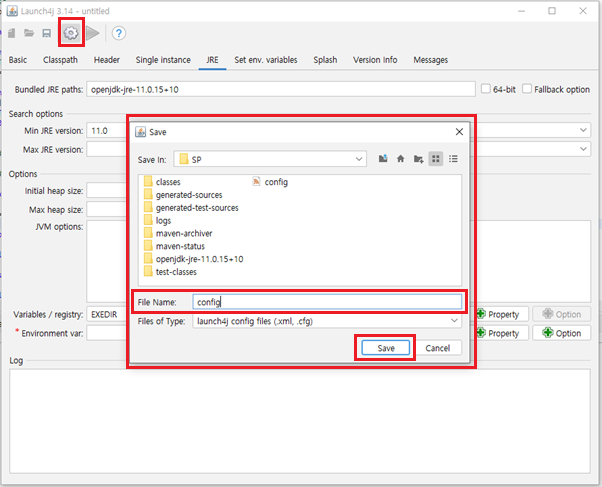 Launch4j 3.14 - untitled
Basic Classpath Header Single instance JRE Set env. variables Splash Version Info Messages
Bundled JRE paths: openjdk-jre-11.0.15+10 64-bit Fallback option
Search options
Min JRE version: 11.0
Max JRE version:
Options
Initial heap size:
Max heap size:
JVM options:
Variables / registry: EXEDIR Property Option
* Environment var: Property Option
Log
Save
Save In: SP
classes config
generated-sources
generated-test-sources
logs
maven-archiver
maven-status
openjdk-jre-11.0.15+10
test-classes
File Name: config
Files of Type: launch4j config files (.xml, .cfg)
Save Cancel